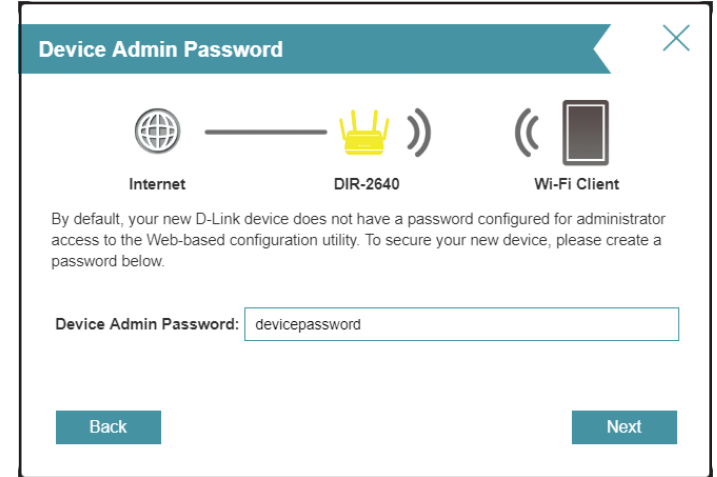 Device Admin Password
Internet
DIR-2640
Wi-Fi Client
By default, your new D-Link device does not have a password configured for administrator
access to the Web-based configuration utility. To secure your new device, please create a
password below.
Device Admin Password: devicepassword
Back
Next